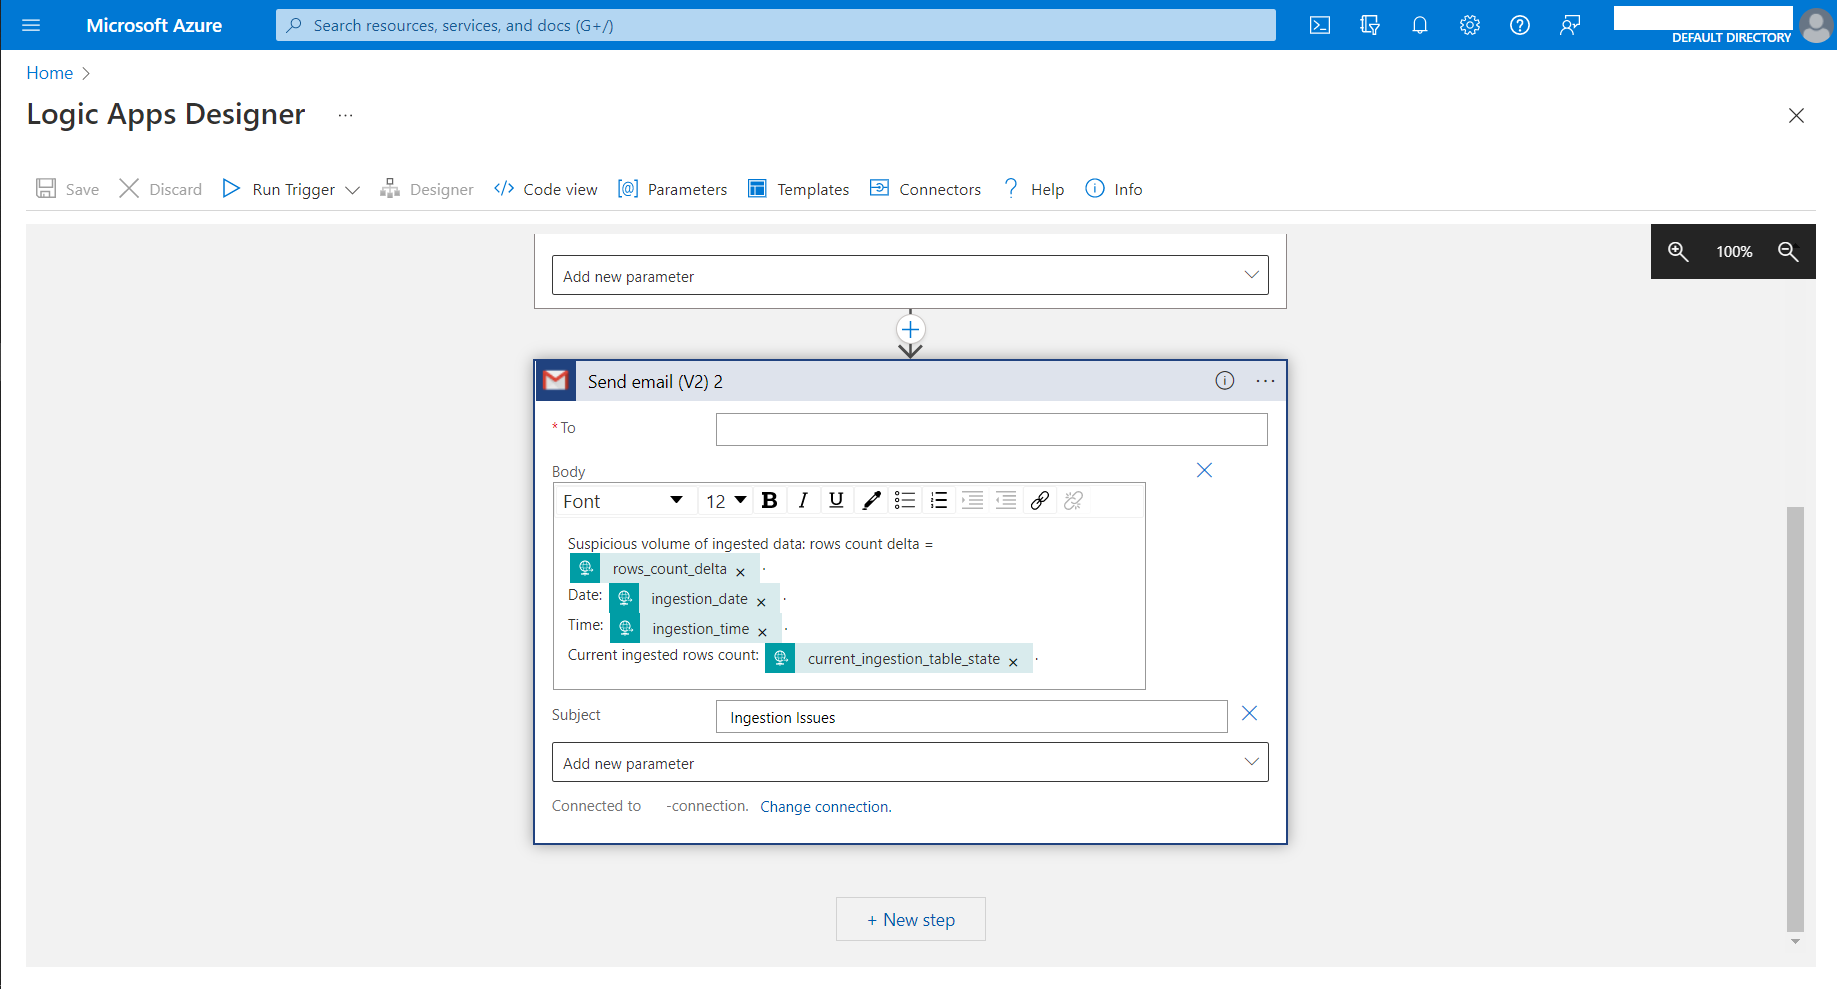 Microsoft Azure
Search resources, services, and docs (G+/)
DEFAULT DIRECTORY
Home
Logic Apps Designer ...
Save Discard Run Trigger Designer Code view Parameters Templates Connectors Help Info
100%
Add new parameter
Send email (V2) 2
* To
Body
Font 12 B I U
Suspicious volume of ingested data: rows count delta =
rows_count_delta × .
Date: ingestion_date × .
Time: ingestion_time × .
Current ingested rows count: current_ingestion_table_state × .
Subject Ingestion Issues
Add new parameter
Connected to -connection. Change connection.
+ New step